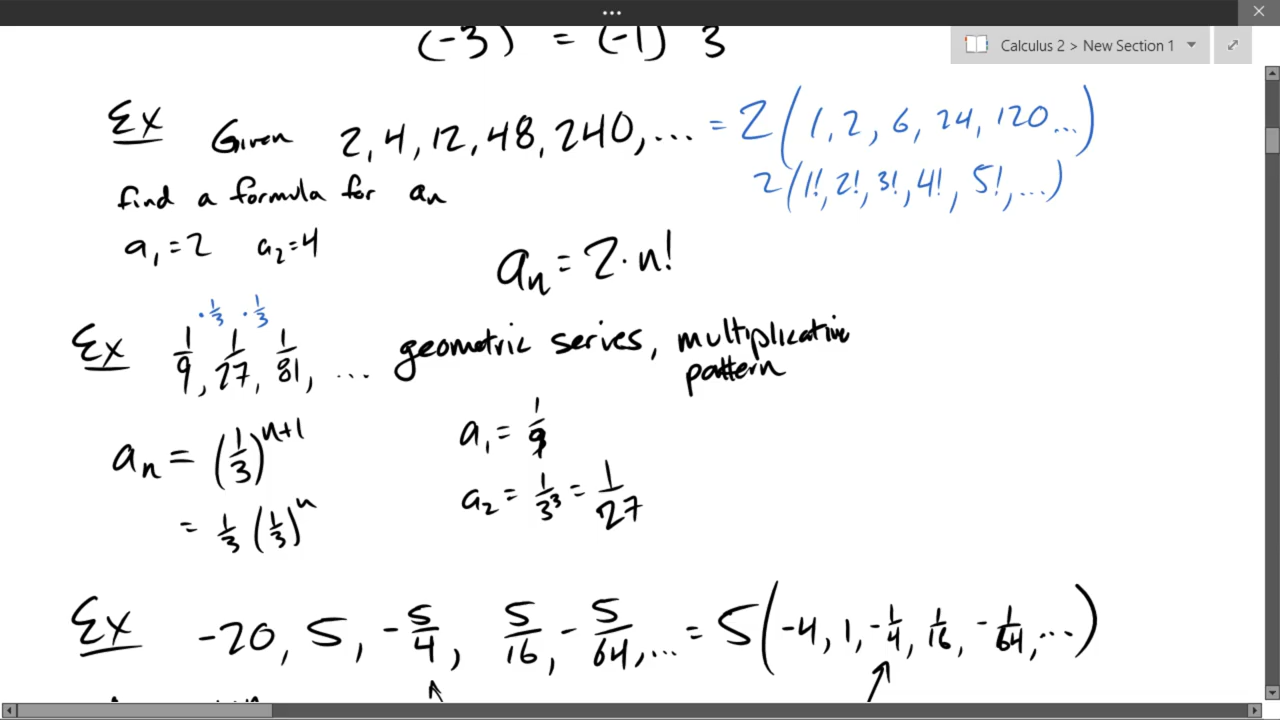 ...
Calculus 2 > New Section 1
(-3) = (-1) 3
Ex Given 2, 4, 12, 48, 240, ... = 2(1, 2, 6, 24, 120...)
2(1!, 2!, 3!, 4!, 5!, ...)
find a formula for aₙ
a₁ = 2 a₂ = 4
aₙ = 2 · n!
· 1/3 · 1/3
Ex 1/9, 1/27, 1/81, ... geometric series, multiplicative
pattern
aₙ = (1/3)ⁿ⁺¹ a₁ = 1/9
= 1/3 (1/3)ⁿ a₂ = 1/3³ = 1/27
Ex -20, 5, -5/4, 5/16, -5/64, ... = 5(-4, 1, -1/4, 1/16, -1/64, ...)